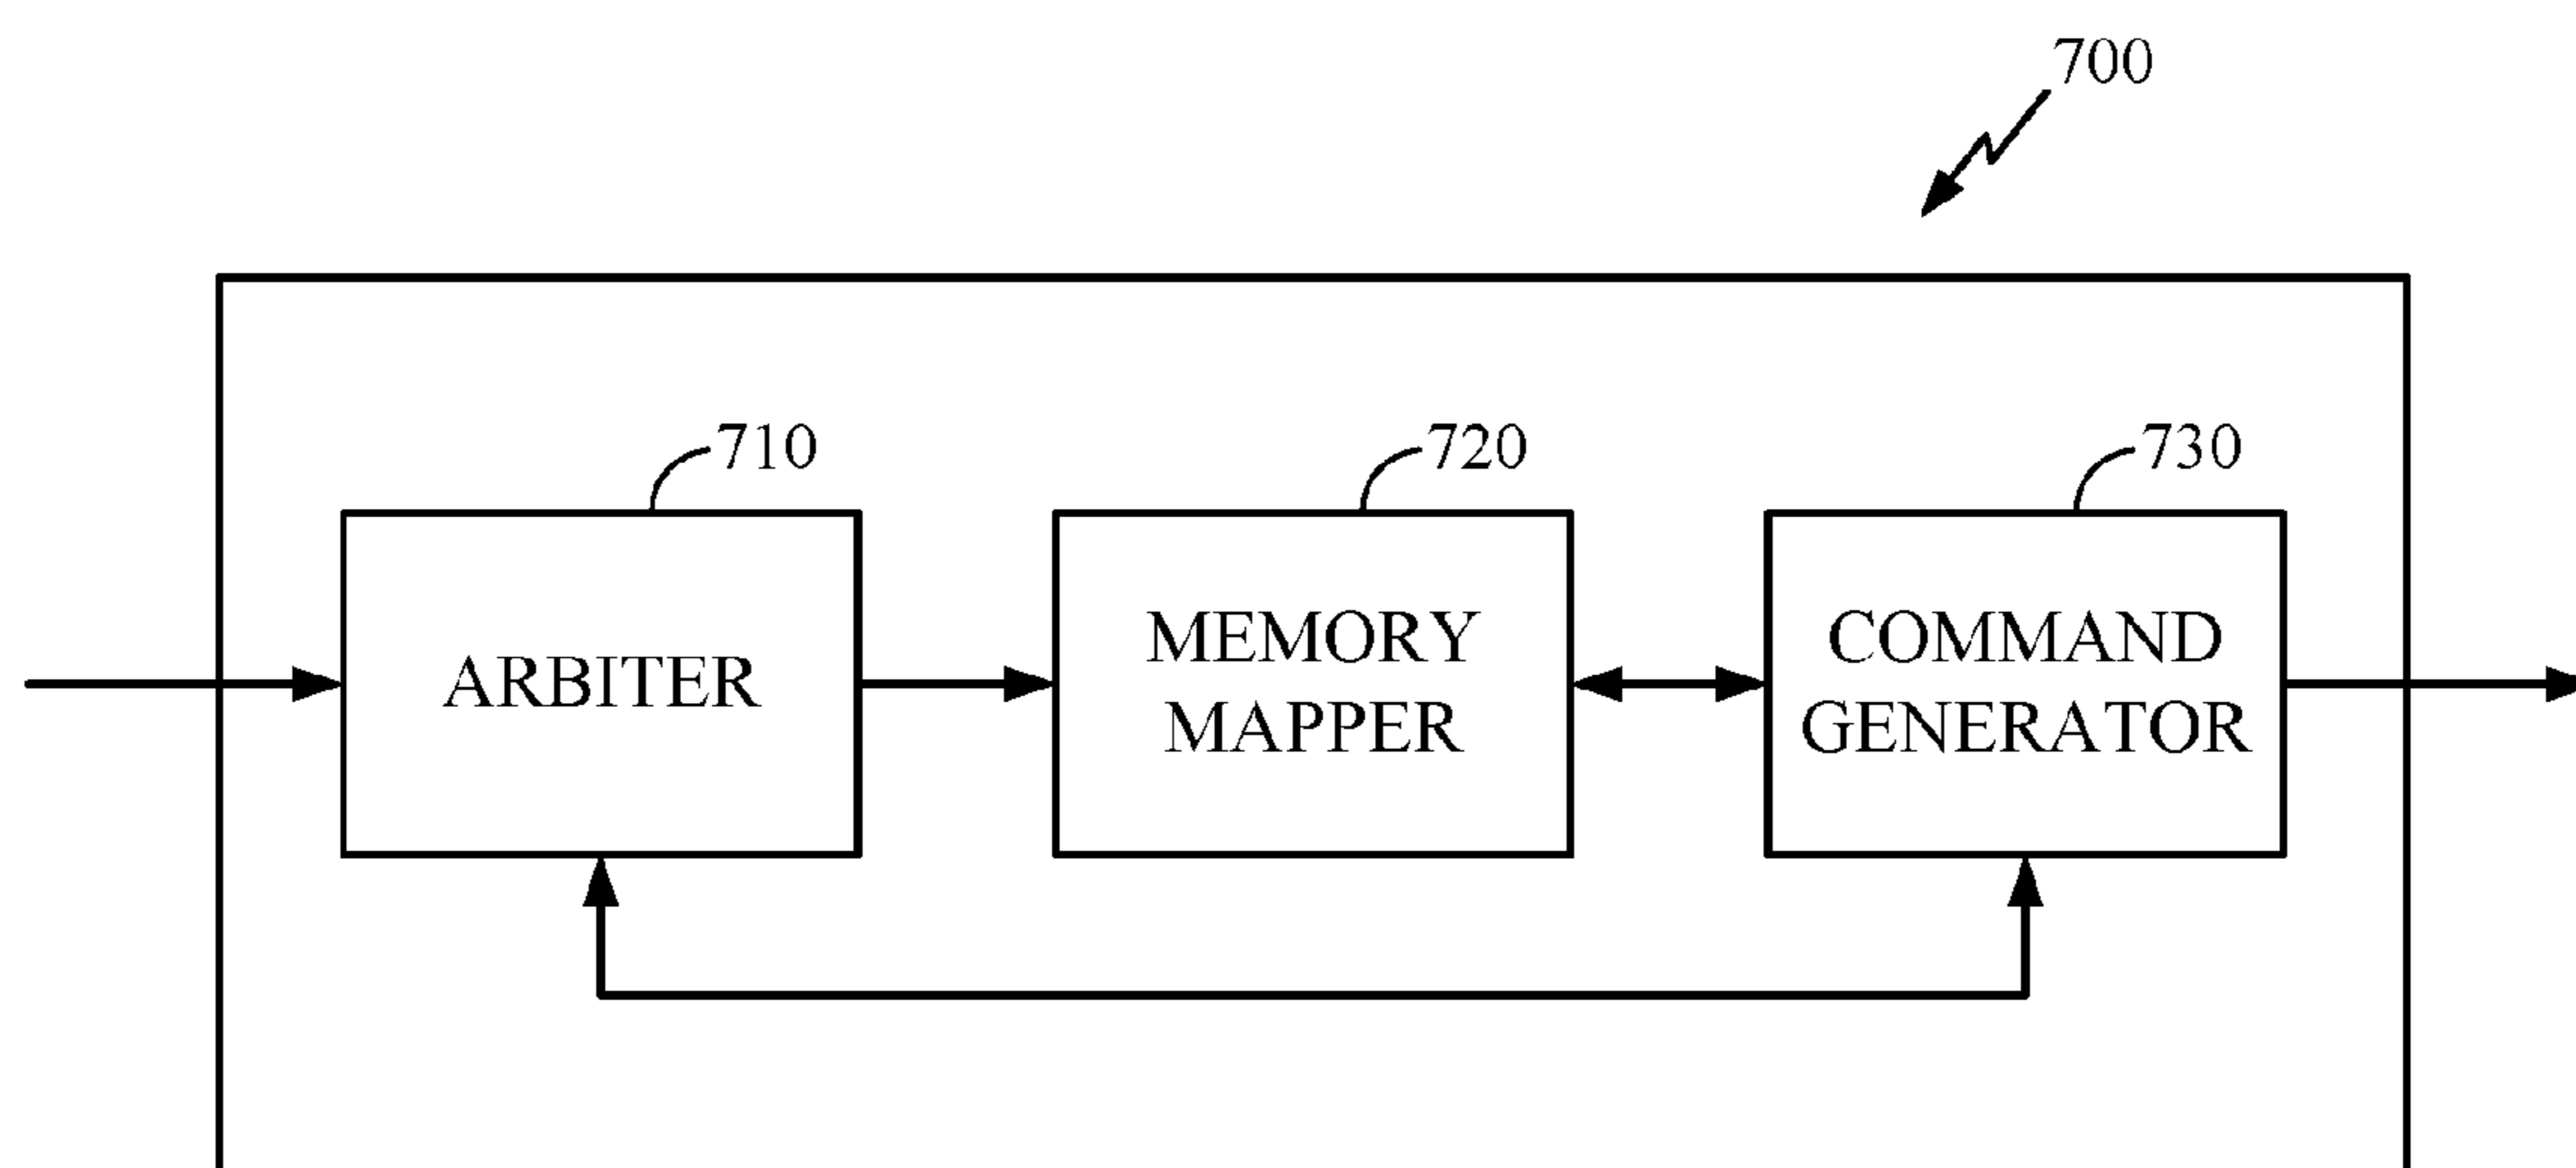 700
710
720
730
ARBITER
MEMORY
MAPPER
COMMAND
GENERATOR